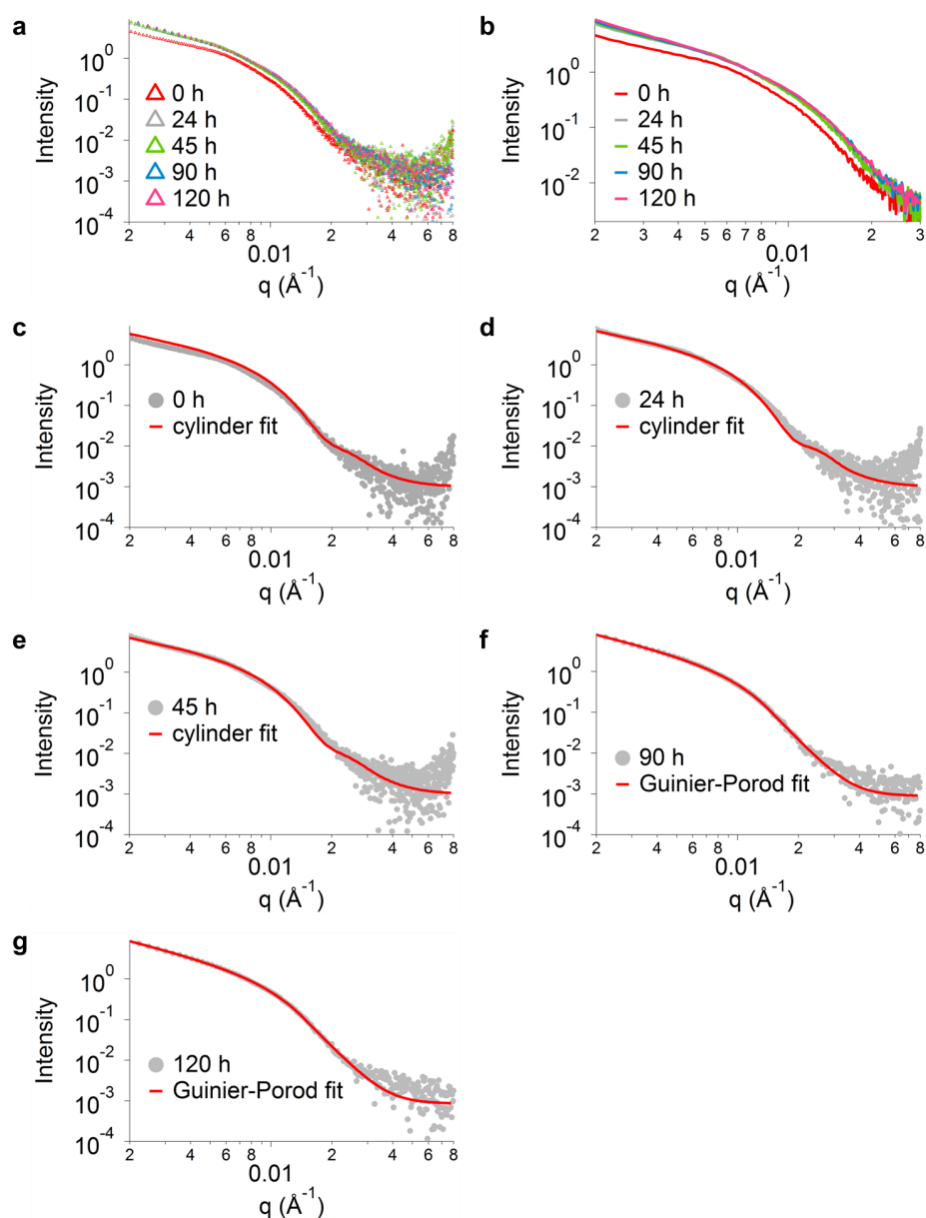 a
Intensity
10^0
10^-1
10^-2
10^-3
10^-4
0 h
24 h
45 h
90 h
120 h
2 4 6 8 2 4 6 8
0.01
q (Å^-1)
b
Intensity
10^0
10^-1
10^-2
0 h
24 h
45 h
90 h
120 h
2 3 4 5 6 7 8 2 3
0.01
q (Å^-1)
c
Intensity
10^0
10^-1
10^-2
10^-3
10^-4
0 h
cylinder fit
2 4 6 8 2 4 6 8
0.01
q (Å^-1)
d
Intensity
10^0
10^-1
10^-2
10^-3
10^-4
24 h
cylinder fit
2 4 6 8 2 4 6 8
0.01
q (Å^-1)
e
Intensity
10^0
10^-1
10^-2
10^-3
10^-4
45 h
cylinder fit
2 4 6 8 2 4 6 8
0.01
q (Å^-1)
f
Intensity
10^0
10^-1
10^-2
10^-3
10^-4
90 h
Guinier-Porod fit
2 4 6 8 2 4 6 8
0.01
q (Å^-1)
g
Intensity
10^0
10^-1
10^-2
10^-3
10^-4
120 h
Guinier-Porod fit
2 4 6 8 2 4 6 8
0.01
q (Å^-1)